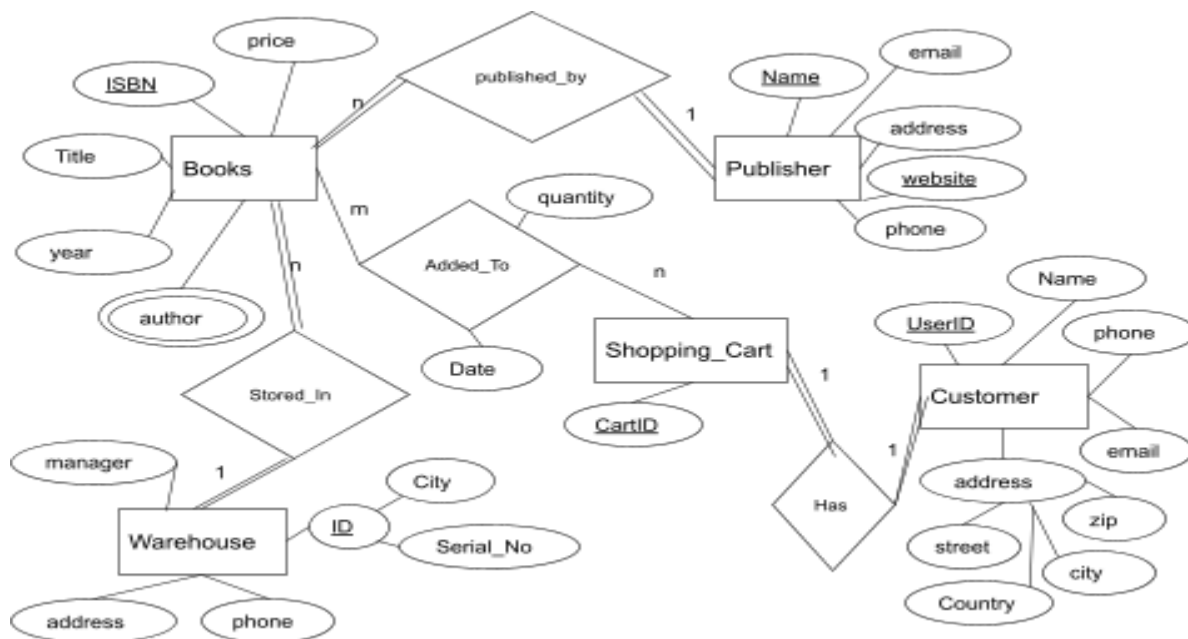 price
email
ISBN
published_by
Name
n
1
address
Title
Books
Publisher
website
quantity
m
phone
year
Added_To
n
n
Name
author
UserID
phone
Date
Shopping_Cart
1
Stored_In
Customer
CartID
1
email
manager
1
City
address
ID
Has
zip
Warehouse
Serial_No
street
city
Country
address
phone